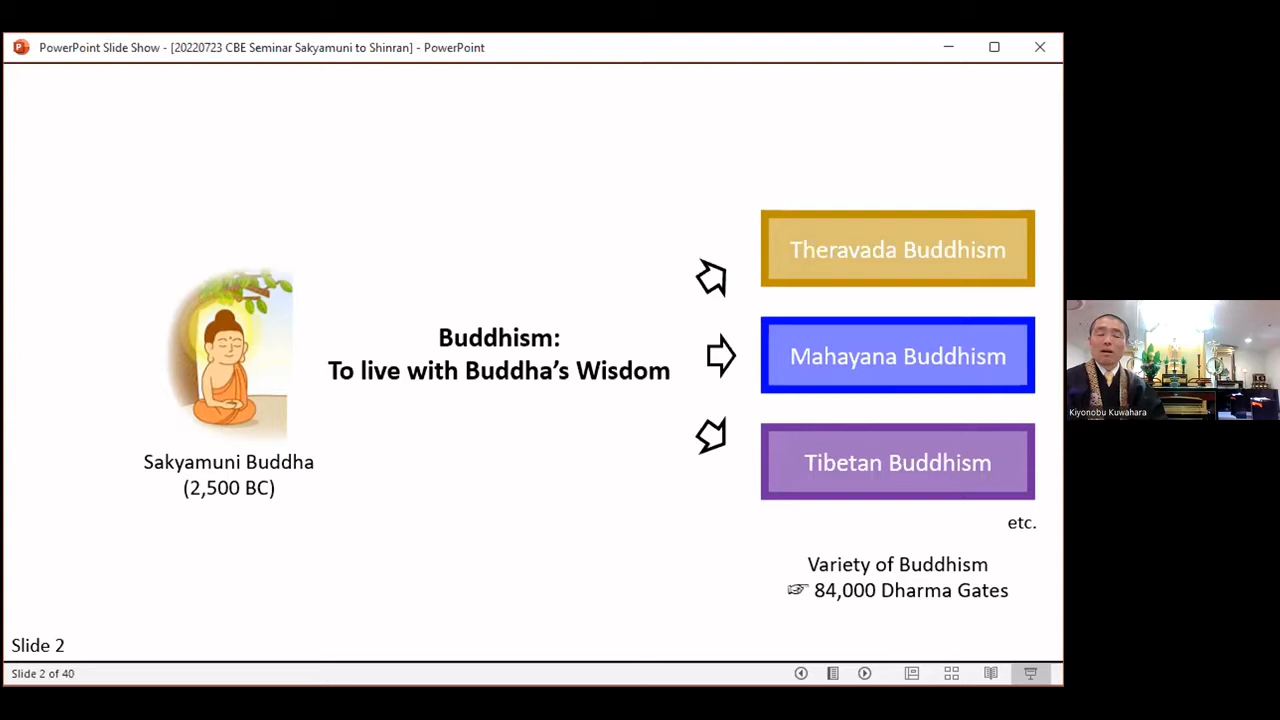 PowerPoint Slide Show - [20220723 CBE Seminar Sakyamuni to Shinran] - PowerPoint
Theravada Buddhism
Buddhism:
To live with Buddha's Wisdom
Mahayana Buddhism
Kiyonobu Kuwahara
Sakyamuni Buddha
(2,500 BC)
Tibetan Buddhism
etc.
Variety of Buddhism
☞ 84,000 Dharma Gates
Slide 2
Slide 2 of 40